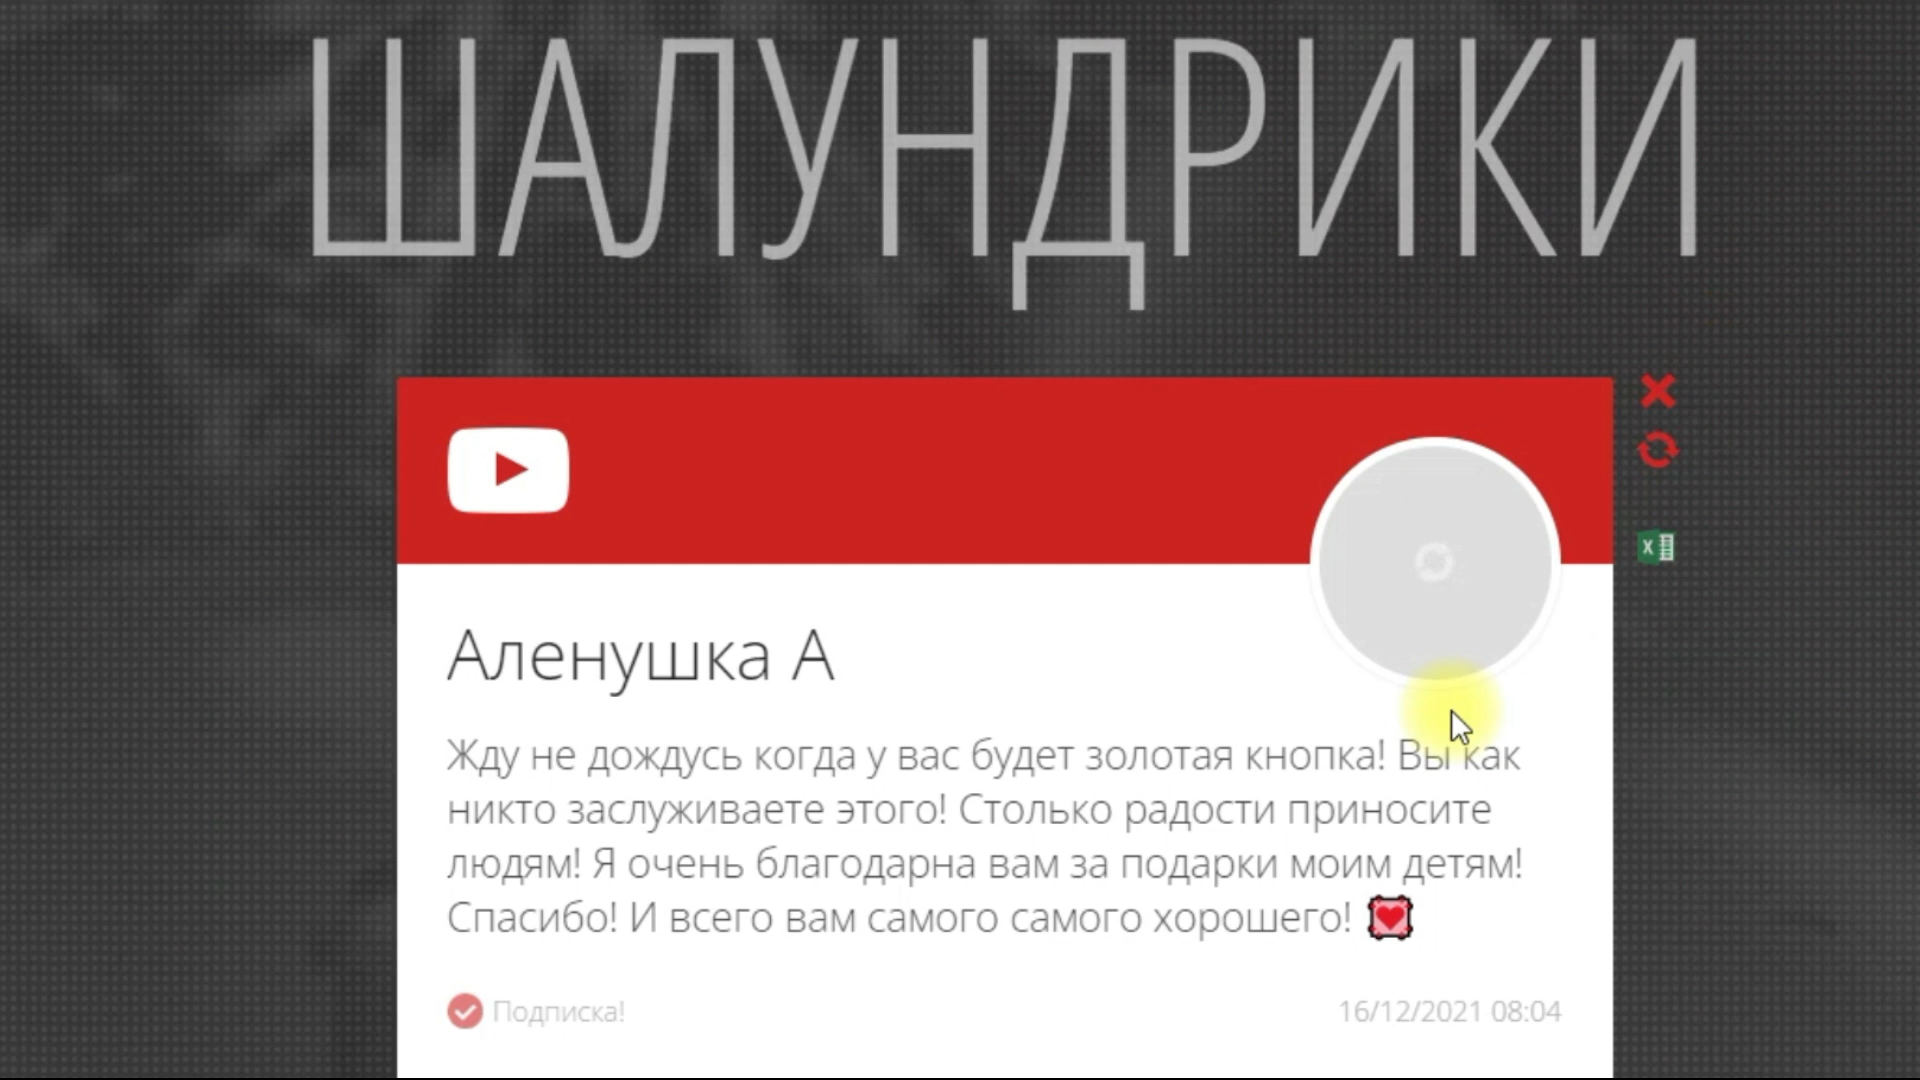 ШАЛУНДРИКИ
Аленушка А
Жду не дождусь когда у вас будет золотая кнопка! Вы как
никто заслуживаете этого! Столько радости приносите
людям! Я очень благодарна вам за подарки моим детям!
Спасибо! И всего вам самого самого хорошего!
Подписка!
16/12/2021 08:04